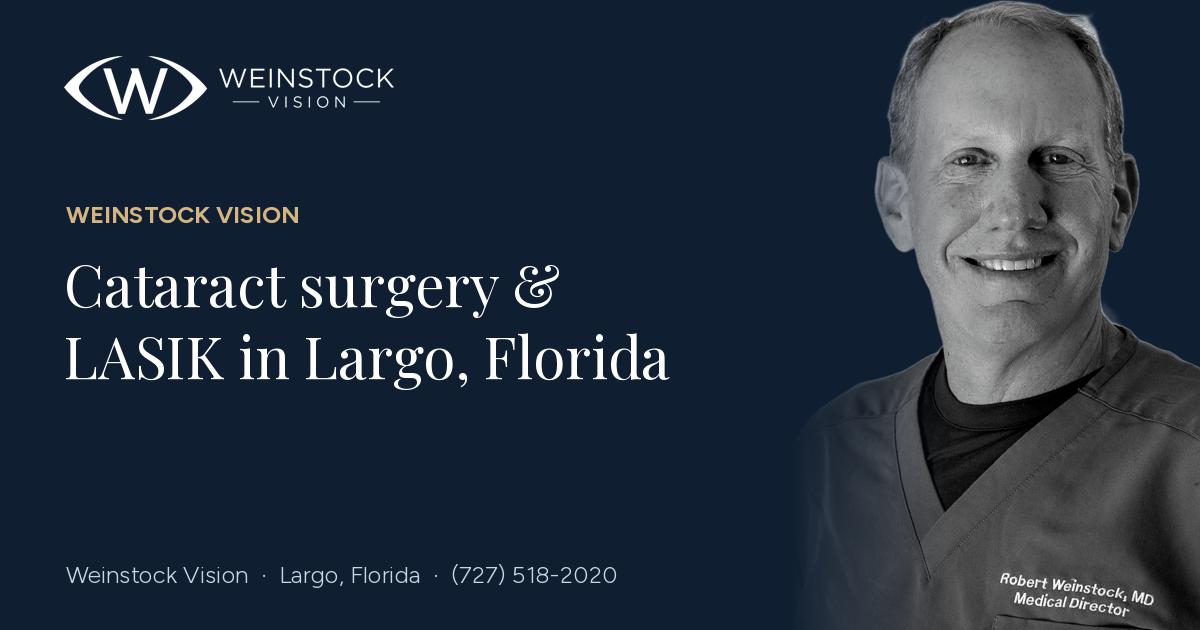 W WEINSTOCK
VISION
WEINSTOCK VISION
Cataract surgery &
LASIK in Largo, Florida
Weinstock Vision · Largo, Florida · (727) 518-2020
Robert Weinstock, MD
Medical Director